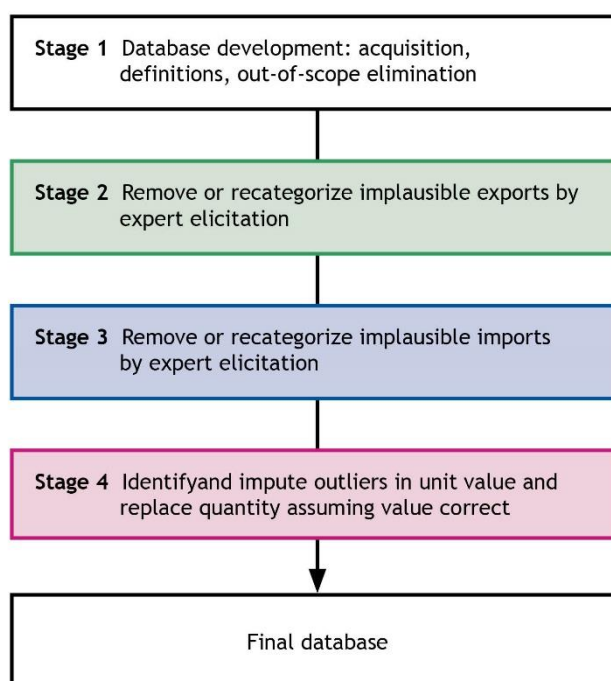 Stage 1 Database development: acquisition,
definitions, out-of-scope elimination
Stage 2 Remove or recategorize implausible exports by
expert elicitation
Stage 3 Remove or recategorize implausible imports
by expert elicitation
Stage 4 Identifyand impute outliers in unit value and
replace quantity assuming value correct
Final database